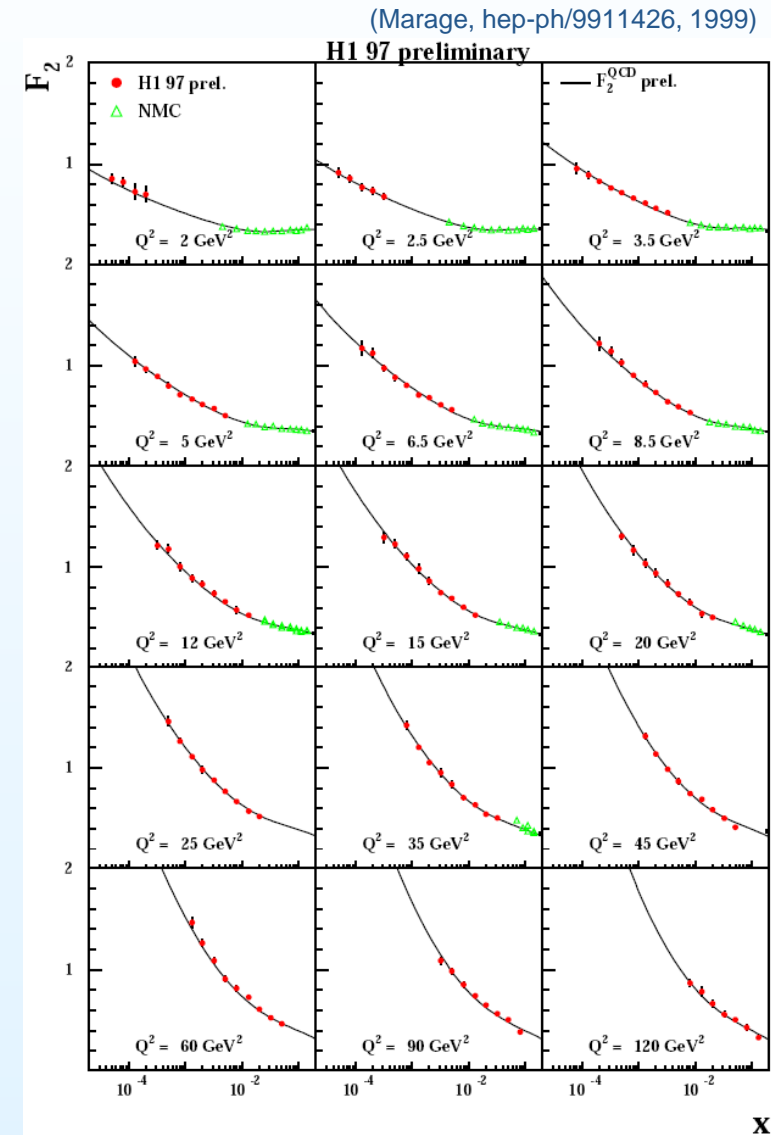 (Marage, hep-ph/9911426, 1999)
H1 97 preliminary
F₂
2
H1 97 prel.
NMC
F₂^QCD prel.
1
Q² = 2 GeV²
Q² = 2.5 GeV²
Q² = 3.5 GeV²
2
1
Q² = 5 GeV²
Q² = 6.5 GeV²
Q² = 8.5 GeV²
2
1
Q² = 12 GeV²
Q² = 15 GeV²
Q² = 20 GeV²
2
1
Q² = 25 GeV²
Q² = 35 GeV²
Q² = 45 GeV²
2
1
Q² = 60 GeV²
Q² = 90 GeV²
Q² = 120 GeV²
10⁻⁴ 10⁻² 10⁻⁴ 10⁻² 10⁻⁴ 10⁻²
x